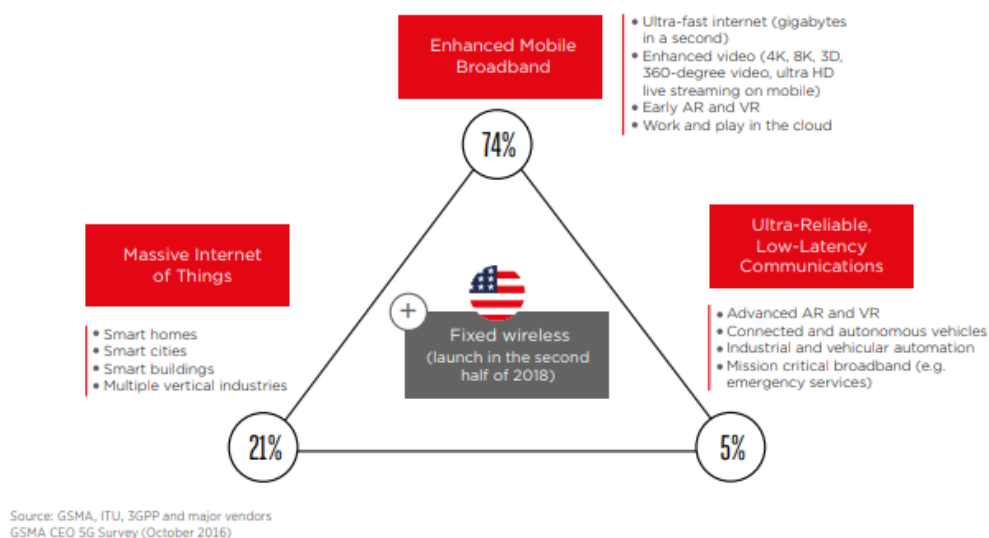 Enhanced Mobile
Broadband
• Ultra-fast internet (gigabytes
in a second)
• Enhanced video (4K, 8K, 3D,
360-degree video, ultra HD
live streaming on mobile)
• Early AR and VR
• Work and play in the cloud
74%
Massive Internet
of Things
• Smart homes
• Smart cities
• Smart buildings
• Multiple vertical industries
Ultra-Reliable,
Low-Latency
Communications
• Advanced AR and VR
• Connected and autonomous vehicles
• Industrial and vehicular automation
• Mission critical broadband (e.g.
emergency services)
+
Fixed wireless
(launch in the second
half of 2018)
21%
5%
Source: GSMA, ITU, 3GPP and major vendors
GSMA CEO 5G Survey (October 2016)